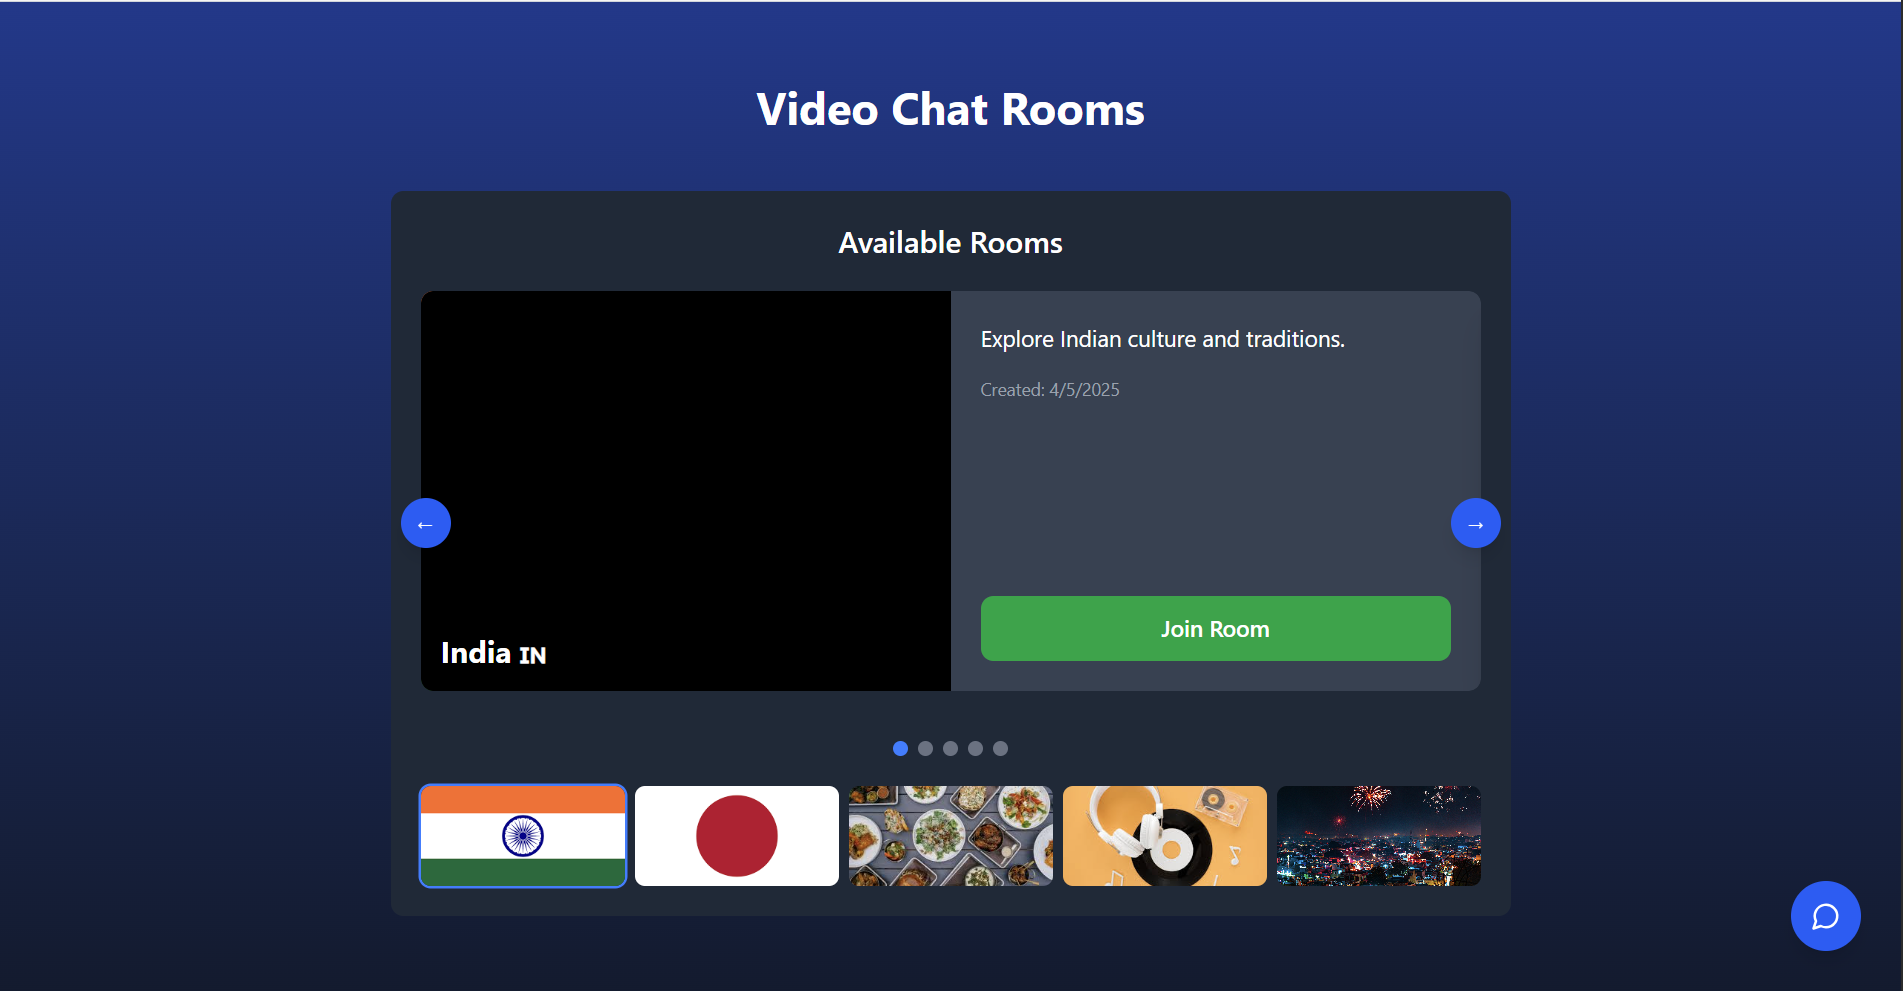 Video Chat Rooms
Available Rooms
Explore Indian culture and traditions.
Created: 4/5/2025
←
→
Join Room
India IN